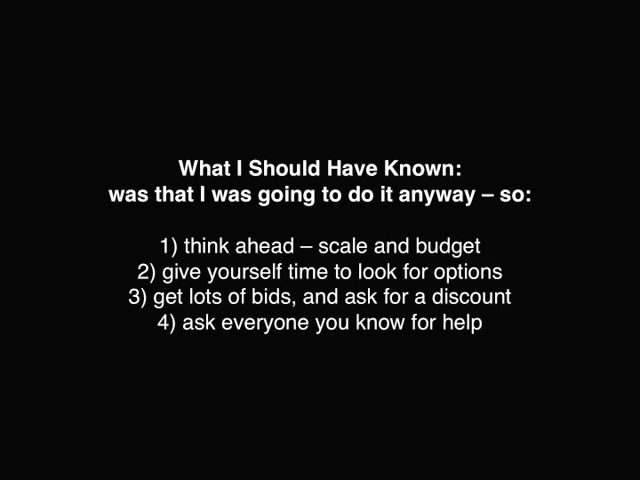 What I Should Have Known:
was that I was going to do it anyway – so:
1) think ahead – scale and budget
2) give yourself time to look for options
3) get lots of bids, and ask for a discount
4) ask everyone you know for help